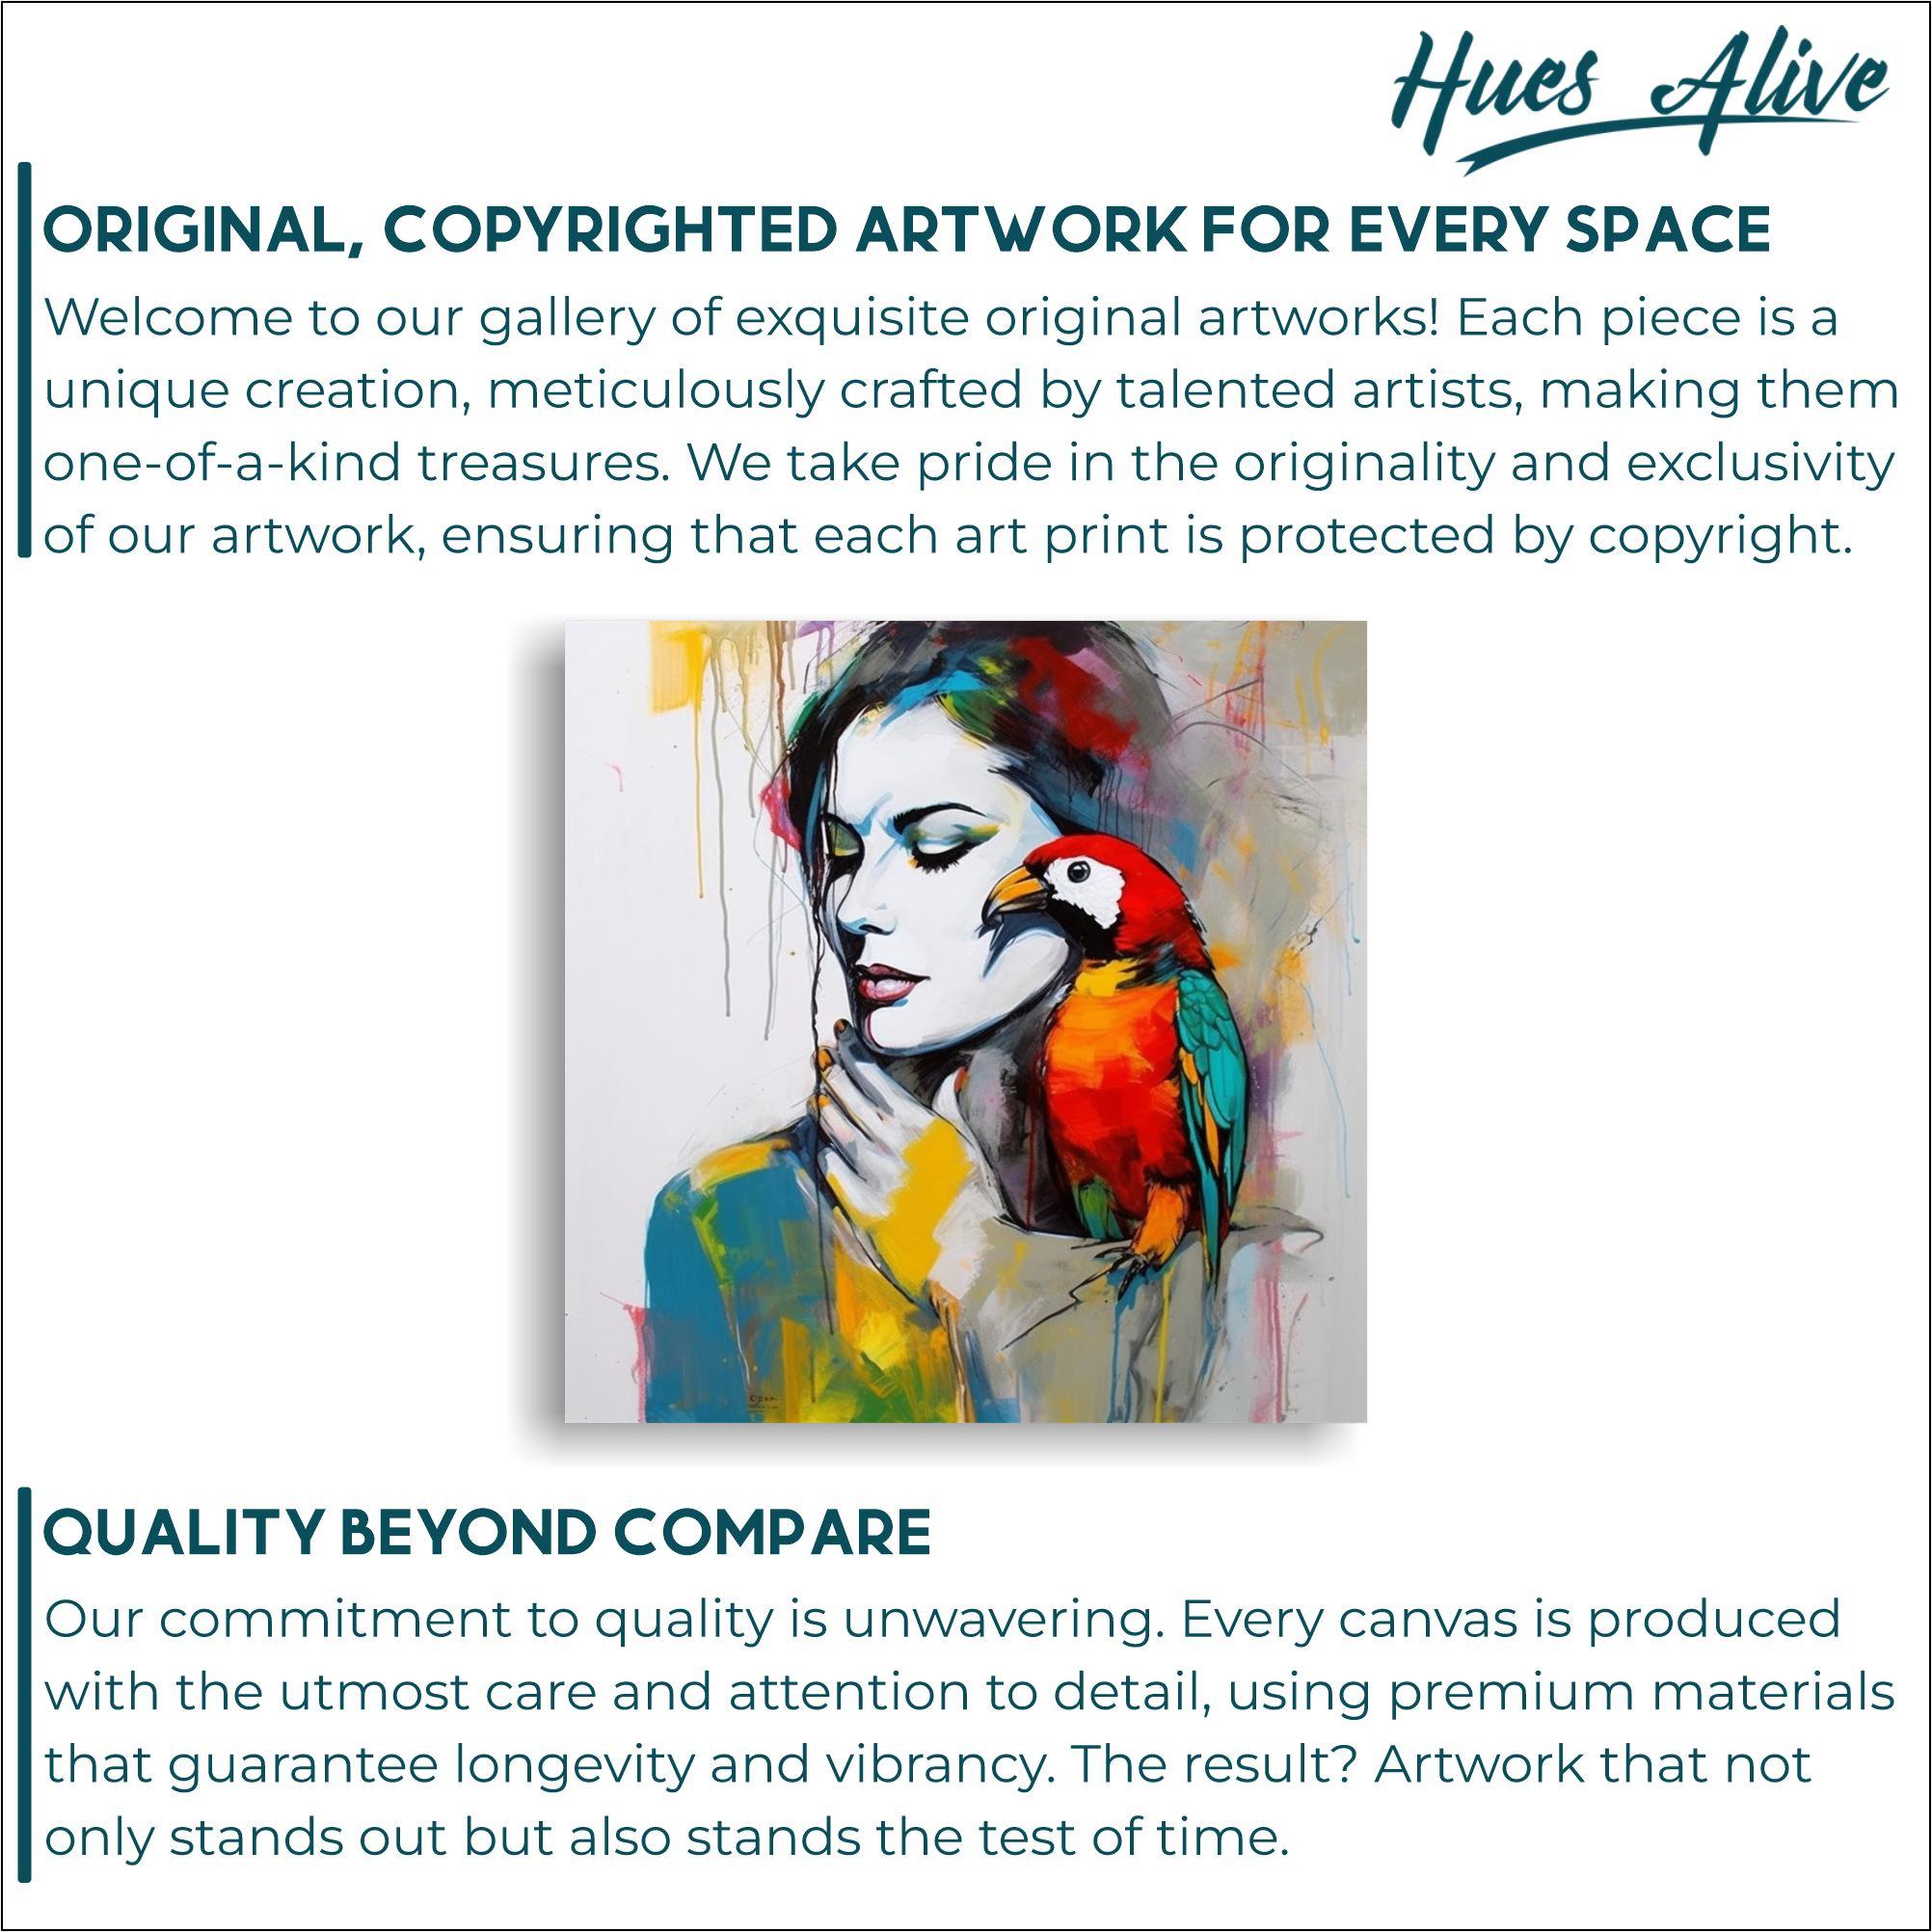 Hues Alive
ORIGINAL, COPYRIGHTED ARTWORK FOR EVERY SPACE
Welcome to our gallery of exquisite original artworks! Each piece is a
unique creation, meticulously crafted by talented artists, making them
one-of-a-kind treasures. We take pride in the originality and exclusivity
of our artwork, ensuring that each art print is protected by copyright.
QUALITY BEYOND COMPARE
Our commitment to quality is unwavering. Every canvas is produced
with the utmost care and attention to detail, using premium materials
that guarantee longevity and vibrancy. The result? Artwork that not
only stands out but also stands the test of time.